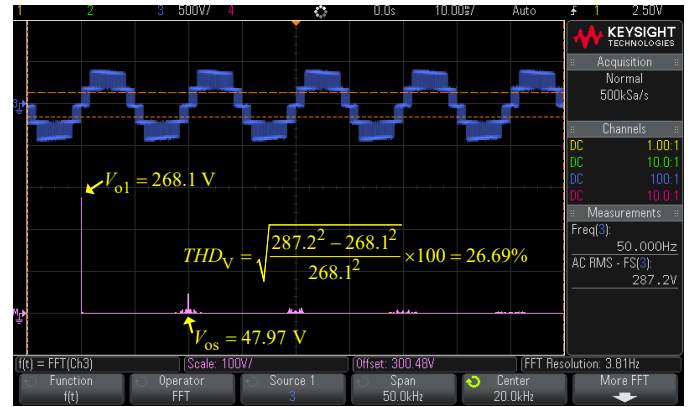 1 2 3 500V/ 4 0.0s 10.00ms/ Auto 1 2.50V
KEYSIGHT
TECHNOLOGIES
Acquisition
Normal
500kSa/s
Channels
DC 1.00:1
DC 10.0:1
DC 100:1
DC 10.0:1
Measurements
Freq(3):
50.000Hz
AC RMS - FS(3):
287.2V
3
Vo1 = 268.1 V
THDV = √((287.2² − 268.1²) / 268.1²) ×100 = 26.69%
Vos = 47.97 V
f(t) = FFT(Ch3) Scale: 100V/ Offset: 300.48V FFT Resolution: 3.81Hz
Function Operator Source 1 Span Center More FFT
f(t) FFT 3 50.0kHz 20.0kHz